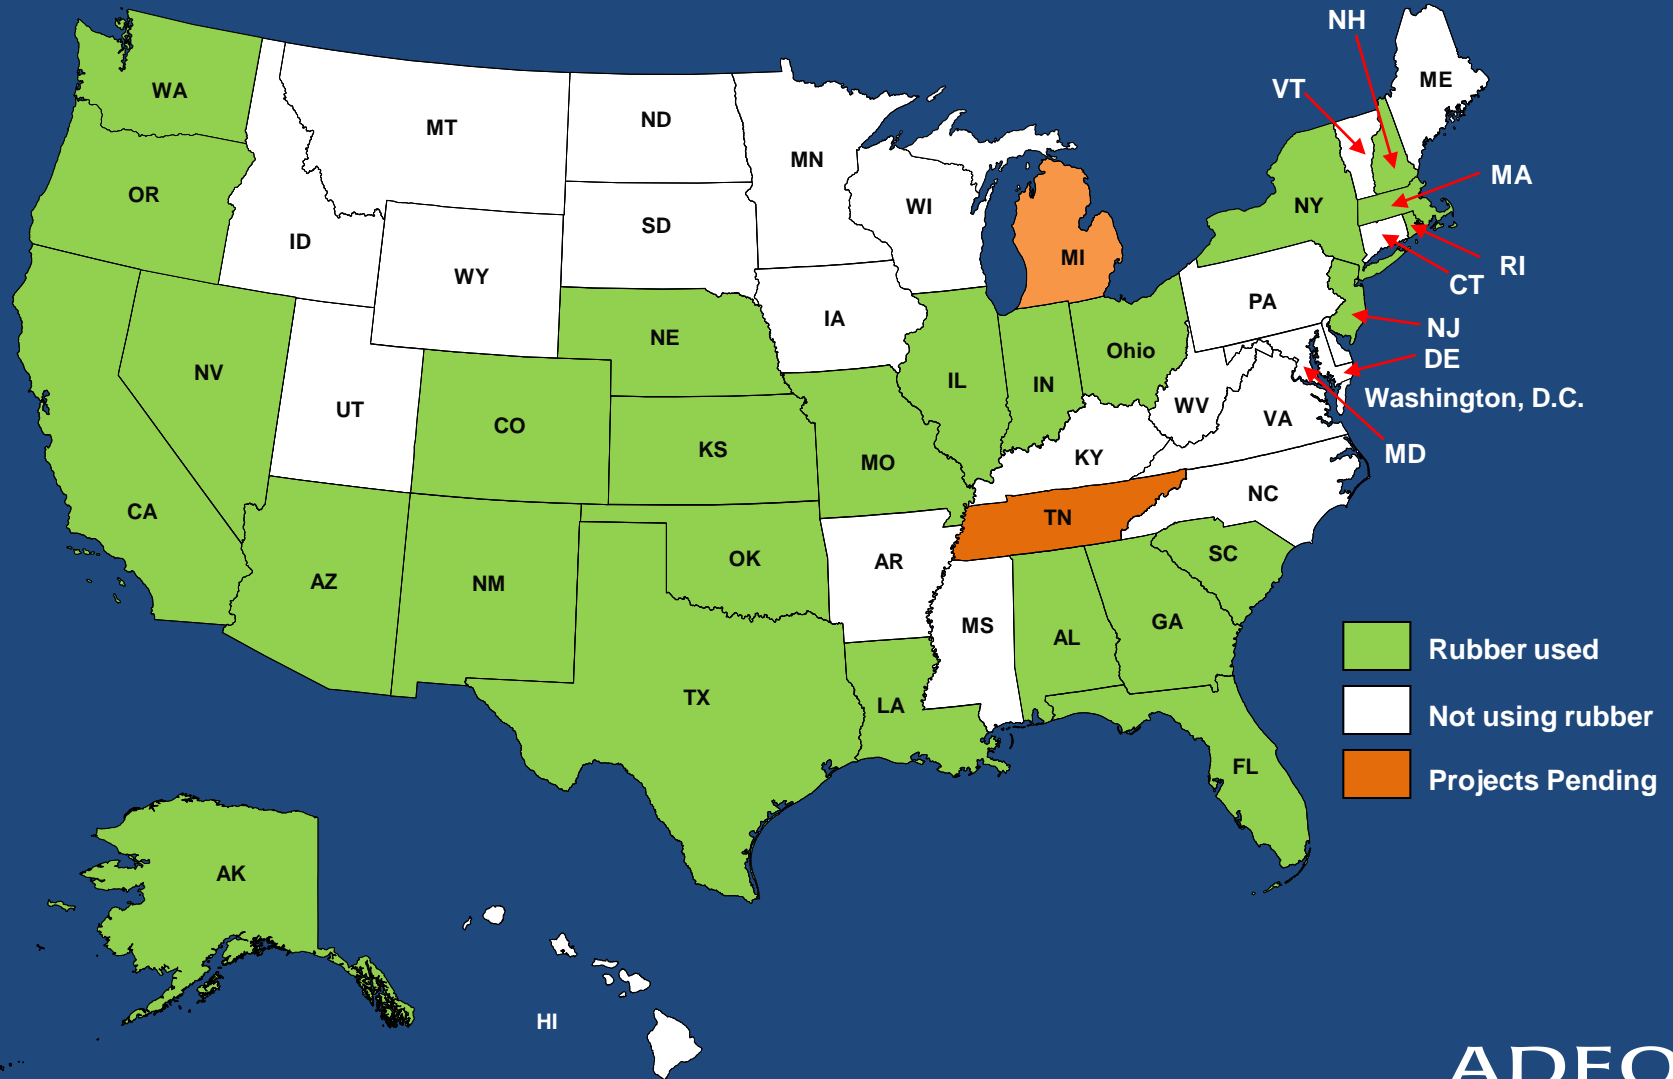 NH
ME
WA
VT
ND
MT
MN
MA
OR
WI
NY
SD
ID
MI
RI
WY
CT
PA
IA
NJ
NE
Ohio
DE
NV
IL
IN
Washington, D.C.
UT
WV
VA
CO
KS
MD
KY
MO
NC
CA
TN
SC
OK
AR
AZ
NM
GA
MS
AL
Rubber used
TX
LA
Not using rubber
FL
Projects Pending
AK
HI